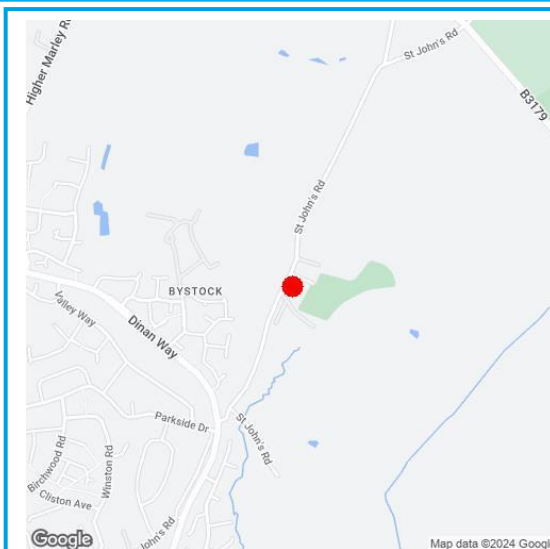 St John's Rd
Higher Marley R
B3179
St John's Rd
BYSTOCK
Valley Way
Dinan Way
Parkside Dr
St John's Rd
Birchwood Rd
Winston Rd
Cliston Ave
John's Rd
Google
Map data ©2024 Google